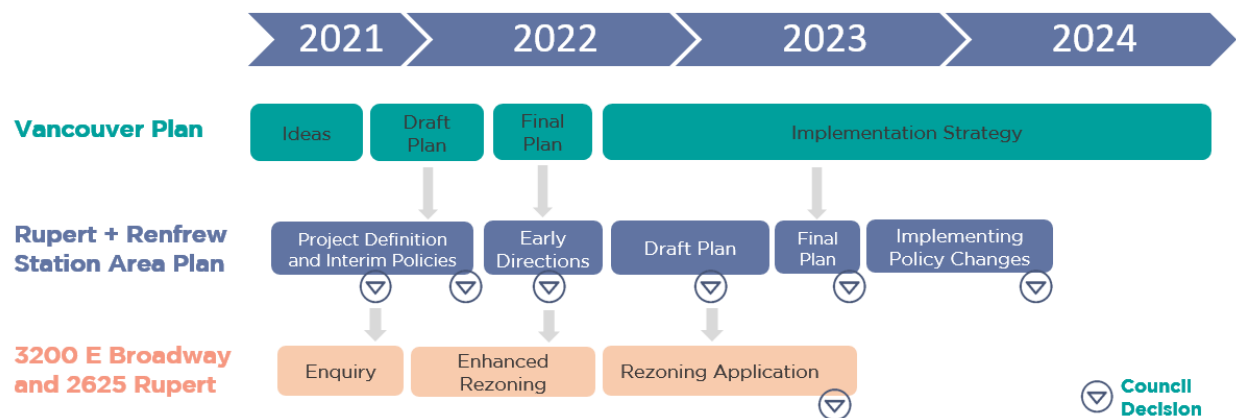 2021 2022 2023 2024
Vancouver Plan
Ideas
Draft
Plan
Final
Plan
Implementation Strategy
Rupert + Renfrew
Station Area Plan
Project Definition
and Interim Policies
Early
Directions
Draft Plan
Final
Plan
Implementing
Policy Changes
3200 E Broadway
and 2625 Rupert
Enquiry
Enhanced
Rezoning
Rezoning Application
Council
Decision